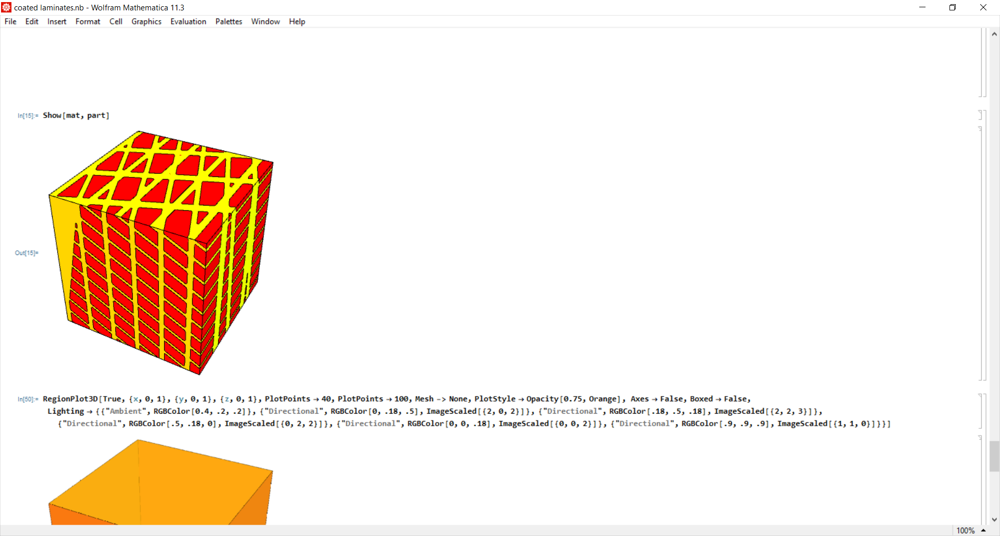 coated laminates.nb - Wolfram Mathematica 11.3
File Edit Insert Format Cell Graphics Evaluation Palettes Window Help
In[15]:= Show[mat, part]
Out[15]=
In[50]:= RegionPlot3D[True, {x, 0, 1}, {y, 0, 1}, {z, 0, 1}, PlotPoints → 40, PlotPoints → 100, Mesh -> None, PlotStyle → Opacity[0.75, Orange], Axes → False, Boxed → False,
Lighting → {{"Ambient", RGBColor[0.4, .2, .2]}, {"Directional", RGBColor[0, .18, .5], ImageScaled[{2, 0, 2}]}, {"Directional", RGBColor[.18, .5, .18], ImageScaled[{2, 2, 3}]},
{"Directional", RGBColor[.5, .18, 0], ImageScaled[{0, 2, 2}]}, {"Directional", RGBColor[0, 0, .18], ImageScaled[{0, 0, 2}]}, {"Directional", RGBColor[.9, .9, .9], ImageScaled[{1, 1, 0}]}}]
100%